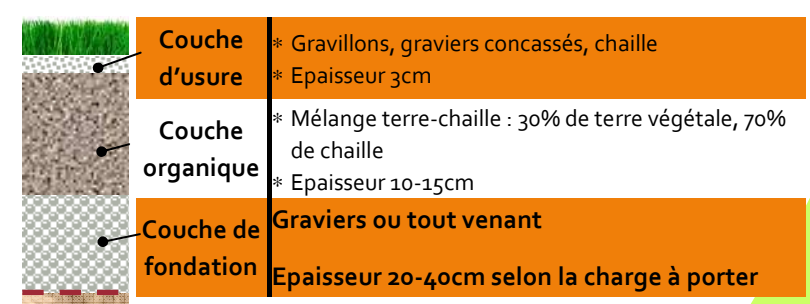 Couche d'usure
* Gravillons, graviers concassés, chaille
* Epaisseur 3cm
Couche organique
* Mélange terre-chaille : 30% de terre végétale, 70%
de chaille
* Epaisseur 10-15cm
Couche de fondation
Graviers ou tout venant
Epaisseur 20-40cm selon la charge à porter